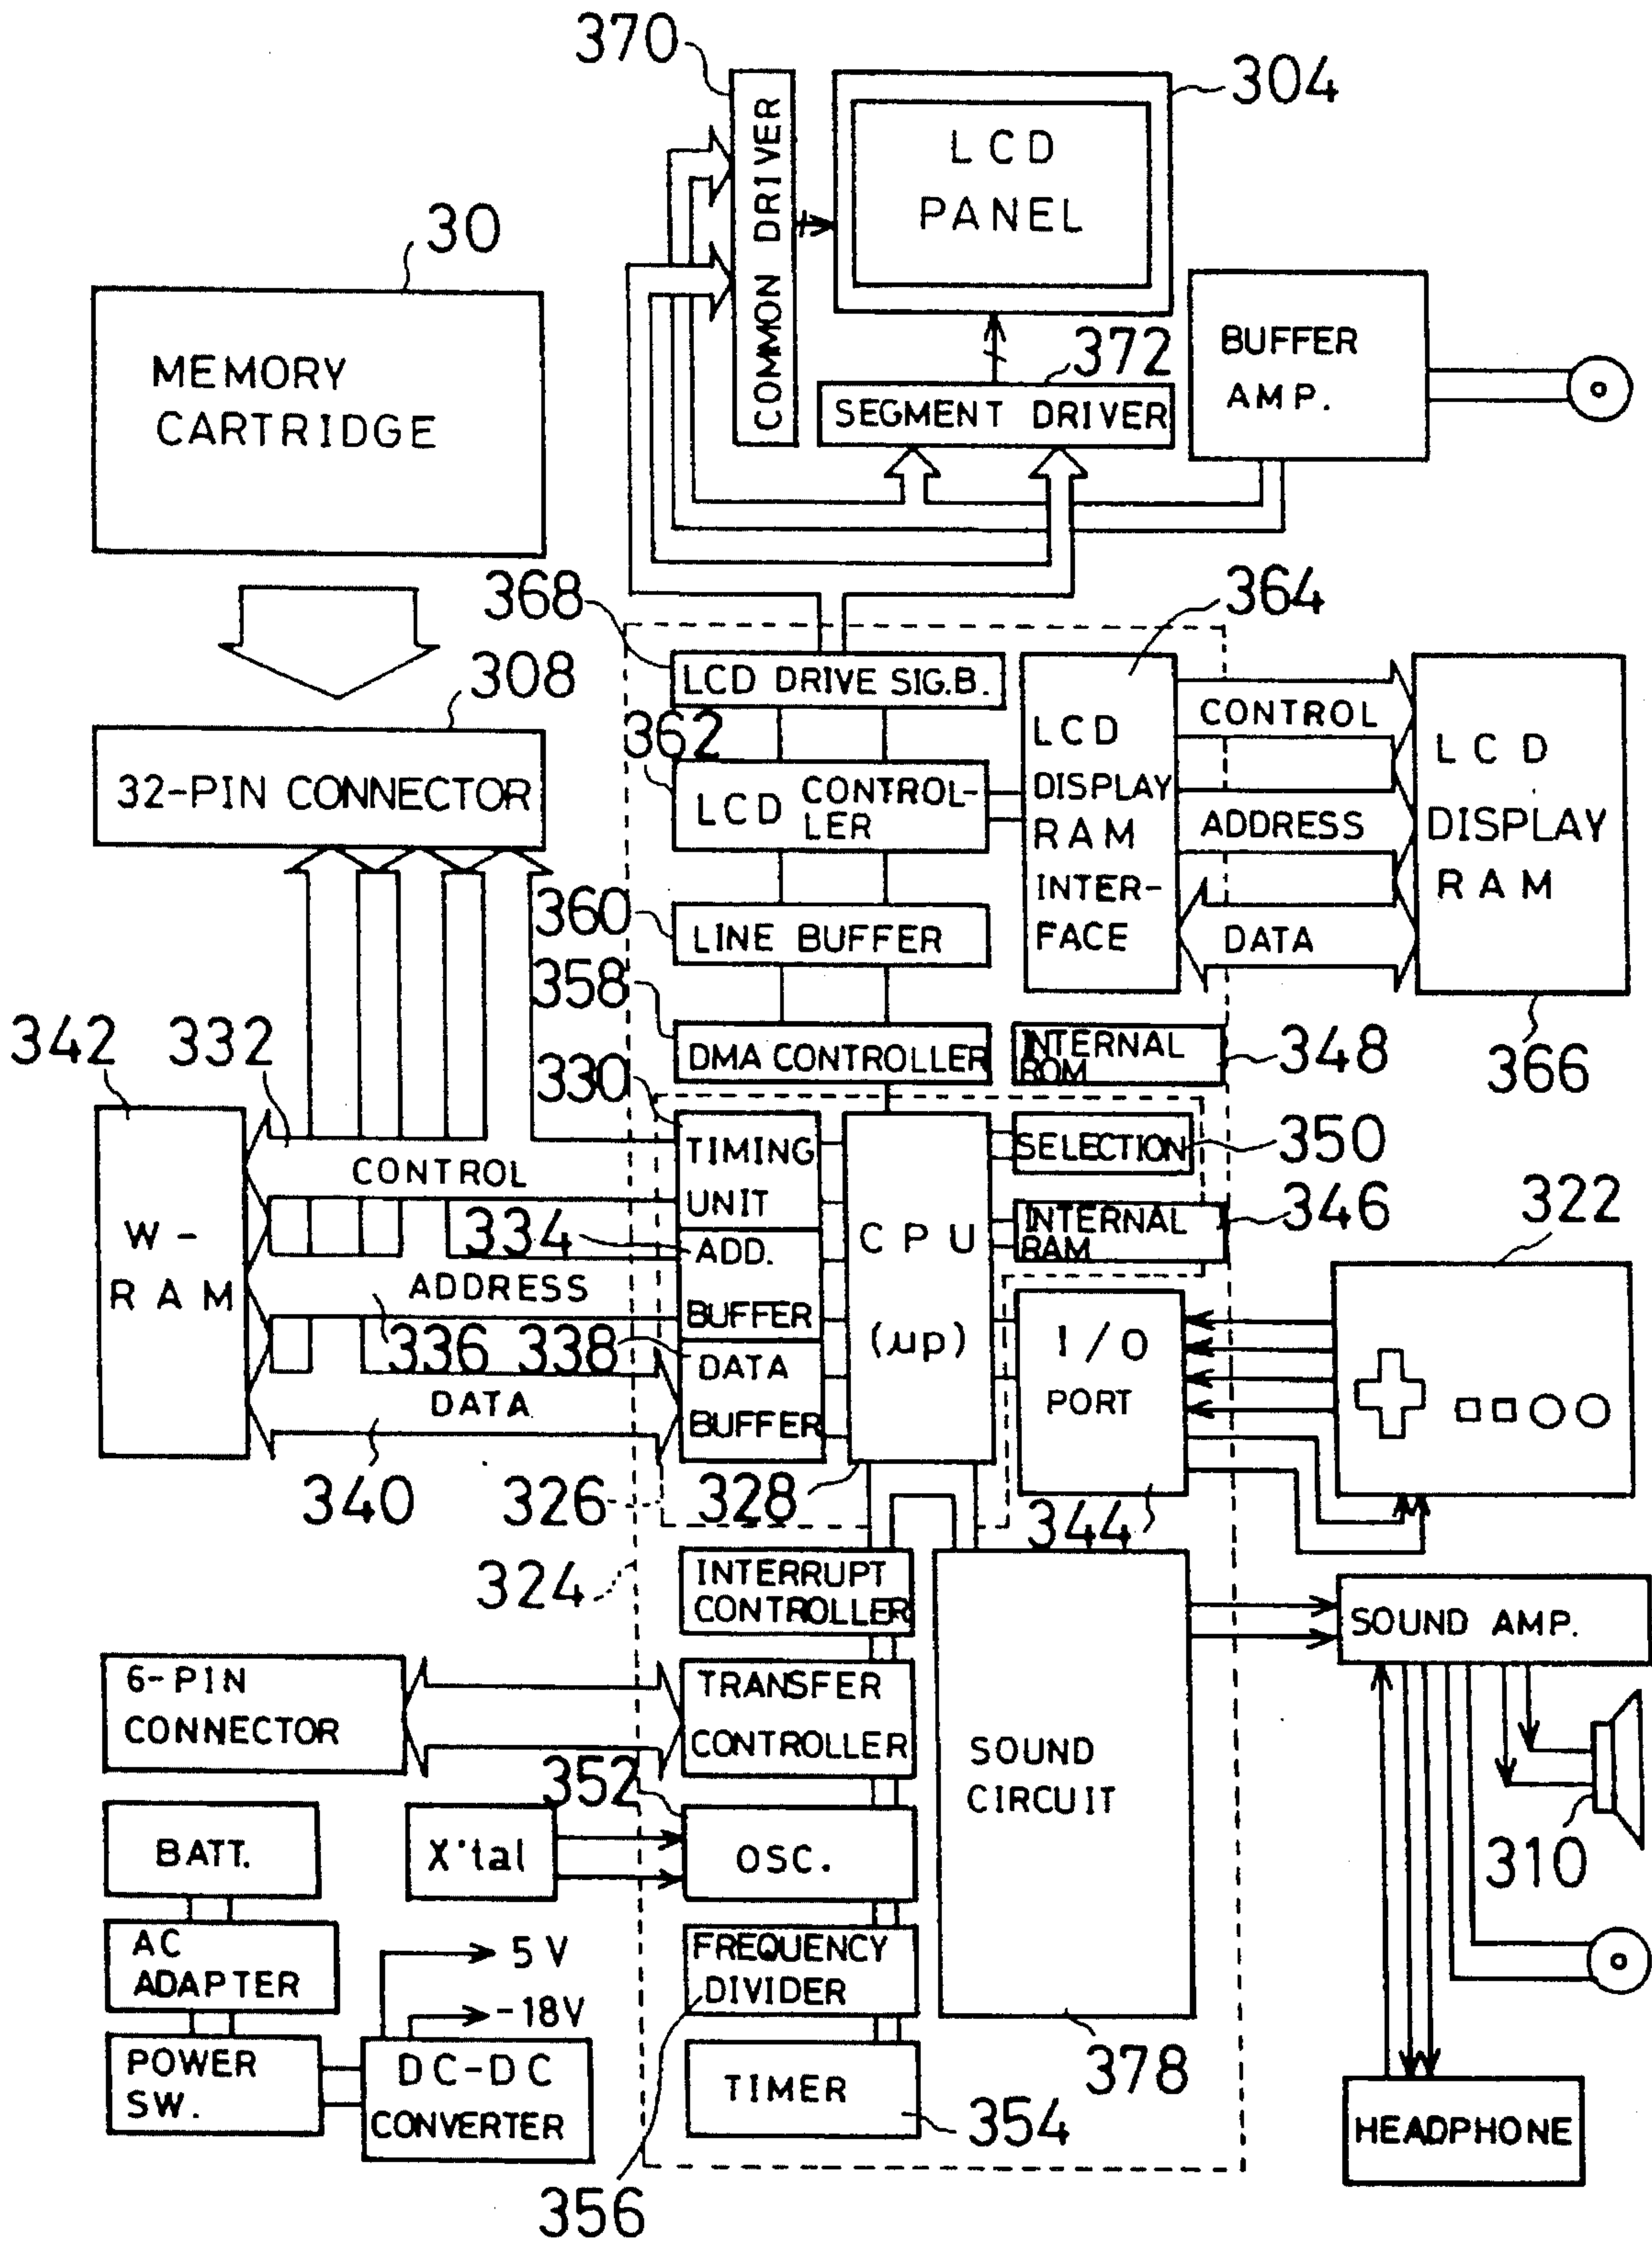 370
304
COMMON DRIVER
LCD
PANEL
30
MEMORY
CARTRIDGE
372
SEGMENT DRIVER
BUFFER
AMP.
368
364
LCD DRIVE SIG.B.
308
362
32-PIN CONNECTOR
LCD CONTROL-
LER
LCD
DISPLAY
RAM
INTER-
FACE
CONTROL
ADDRESS
DATA
LCD
DISPLAY
RAM
366
360
LINE BUFFER
358
DMA CONTROLLER
INTERNAL
ROM
348
342
332
330
TIMING
UNIT
SELECTION
350
CONTROL
W-
RAM
334
ADD.
BUFFER
CPU
(μp)
INTERNAL
RAM
346
322
ADDRESS
336
338
DATA
BUFFER
I/O
PORT
DATA
340
326
328
344
324
INTERRUPT
CONTROLLER
SOUND AMP.
6-PIN
CONNECTOR
TRANSFER
CONTROLLER
SOUND
CIRCUIT
352
310
BATT.
X'tal
OSC.
AC
ADAPTER
5V
-18V
FREQUENCY
DIVIDER
POWER
SW.
DC-DC
CONVERTER
TIMER
378
354
HEADPHONE
356